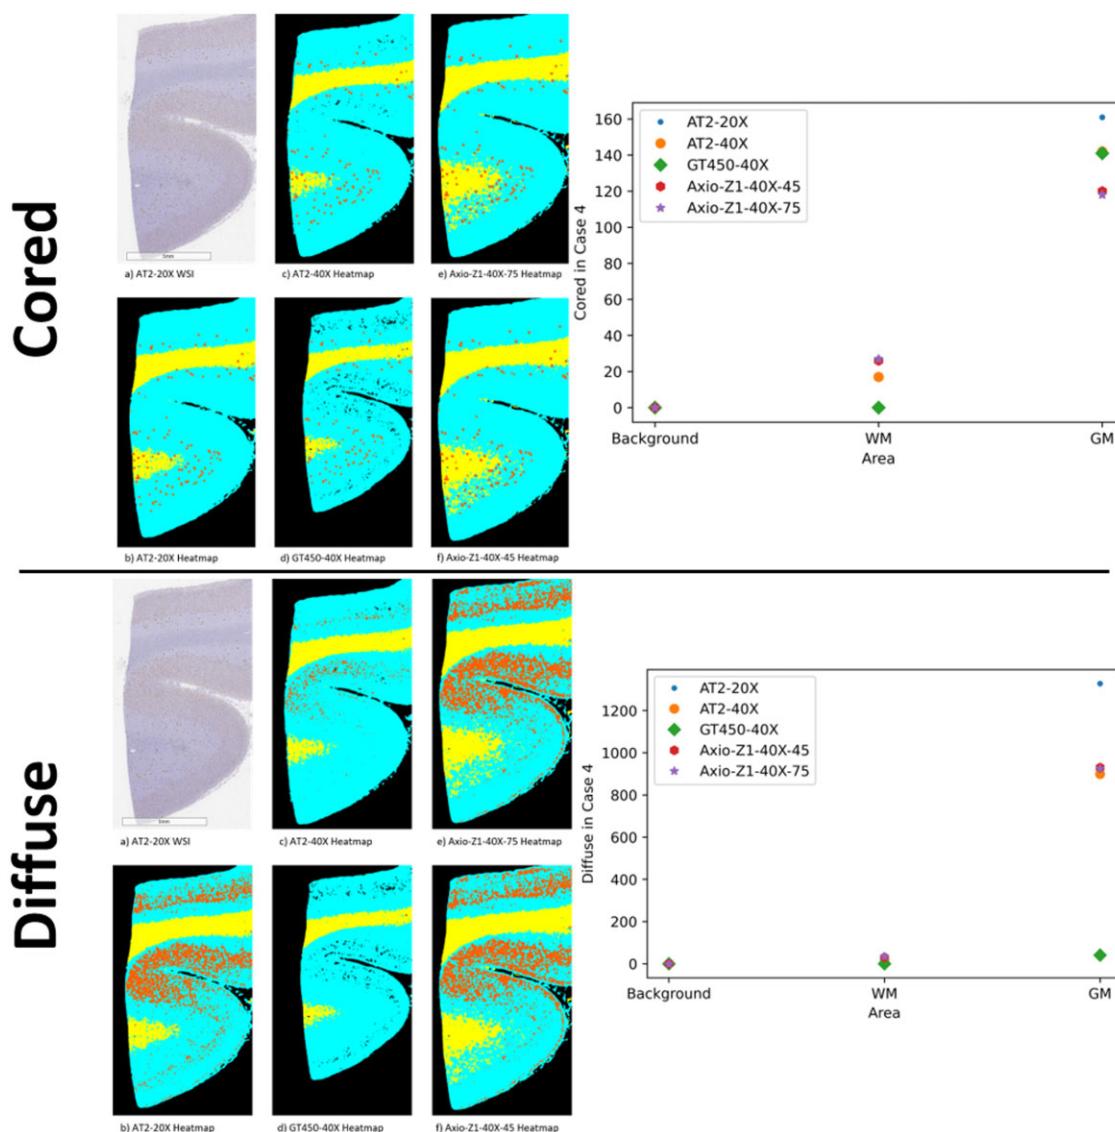 Cored
5mm
a) AT2-20X WSI
c) AT2-40X Heatmap
e) Axio-Z1-40X-75 Heatmap
b) AT2-20X Heatmap
d) GT450-40X Heatmap
f) Axio-Z1-40X-45 Heatmap
Cored in Case 4
160
140
120
100
80
60
40
20
0
AT2-20X
AT2-40X
GT450-40X
Axio-Z1-40X-45
Axio-Z1-40X-75
Background
WM
GM
Area
Diffuse
5mm
a) AT2-20X WSI
c) AT2-40X Heatmap
e) Axio-Z1-40X-75 Heatmap
b) AT2-20X Heatmap
d) GT450-40X Heatmap
f) Axio-Z1-40X-45 Heatmap
Diffuse in Case 4
1200
1000
800
600
400
200
0
AT2-20X
AT2-40X
GT450-40X
Axio-Z1-40X-45
Axio-Z1-40X-75
Background
WM
GM
Area